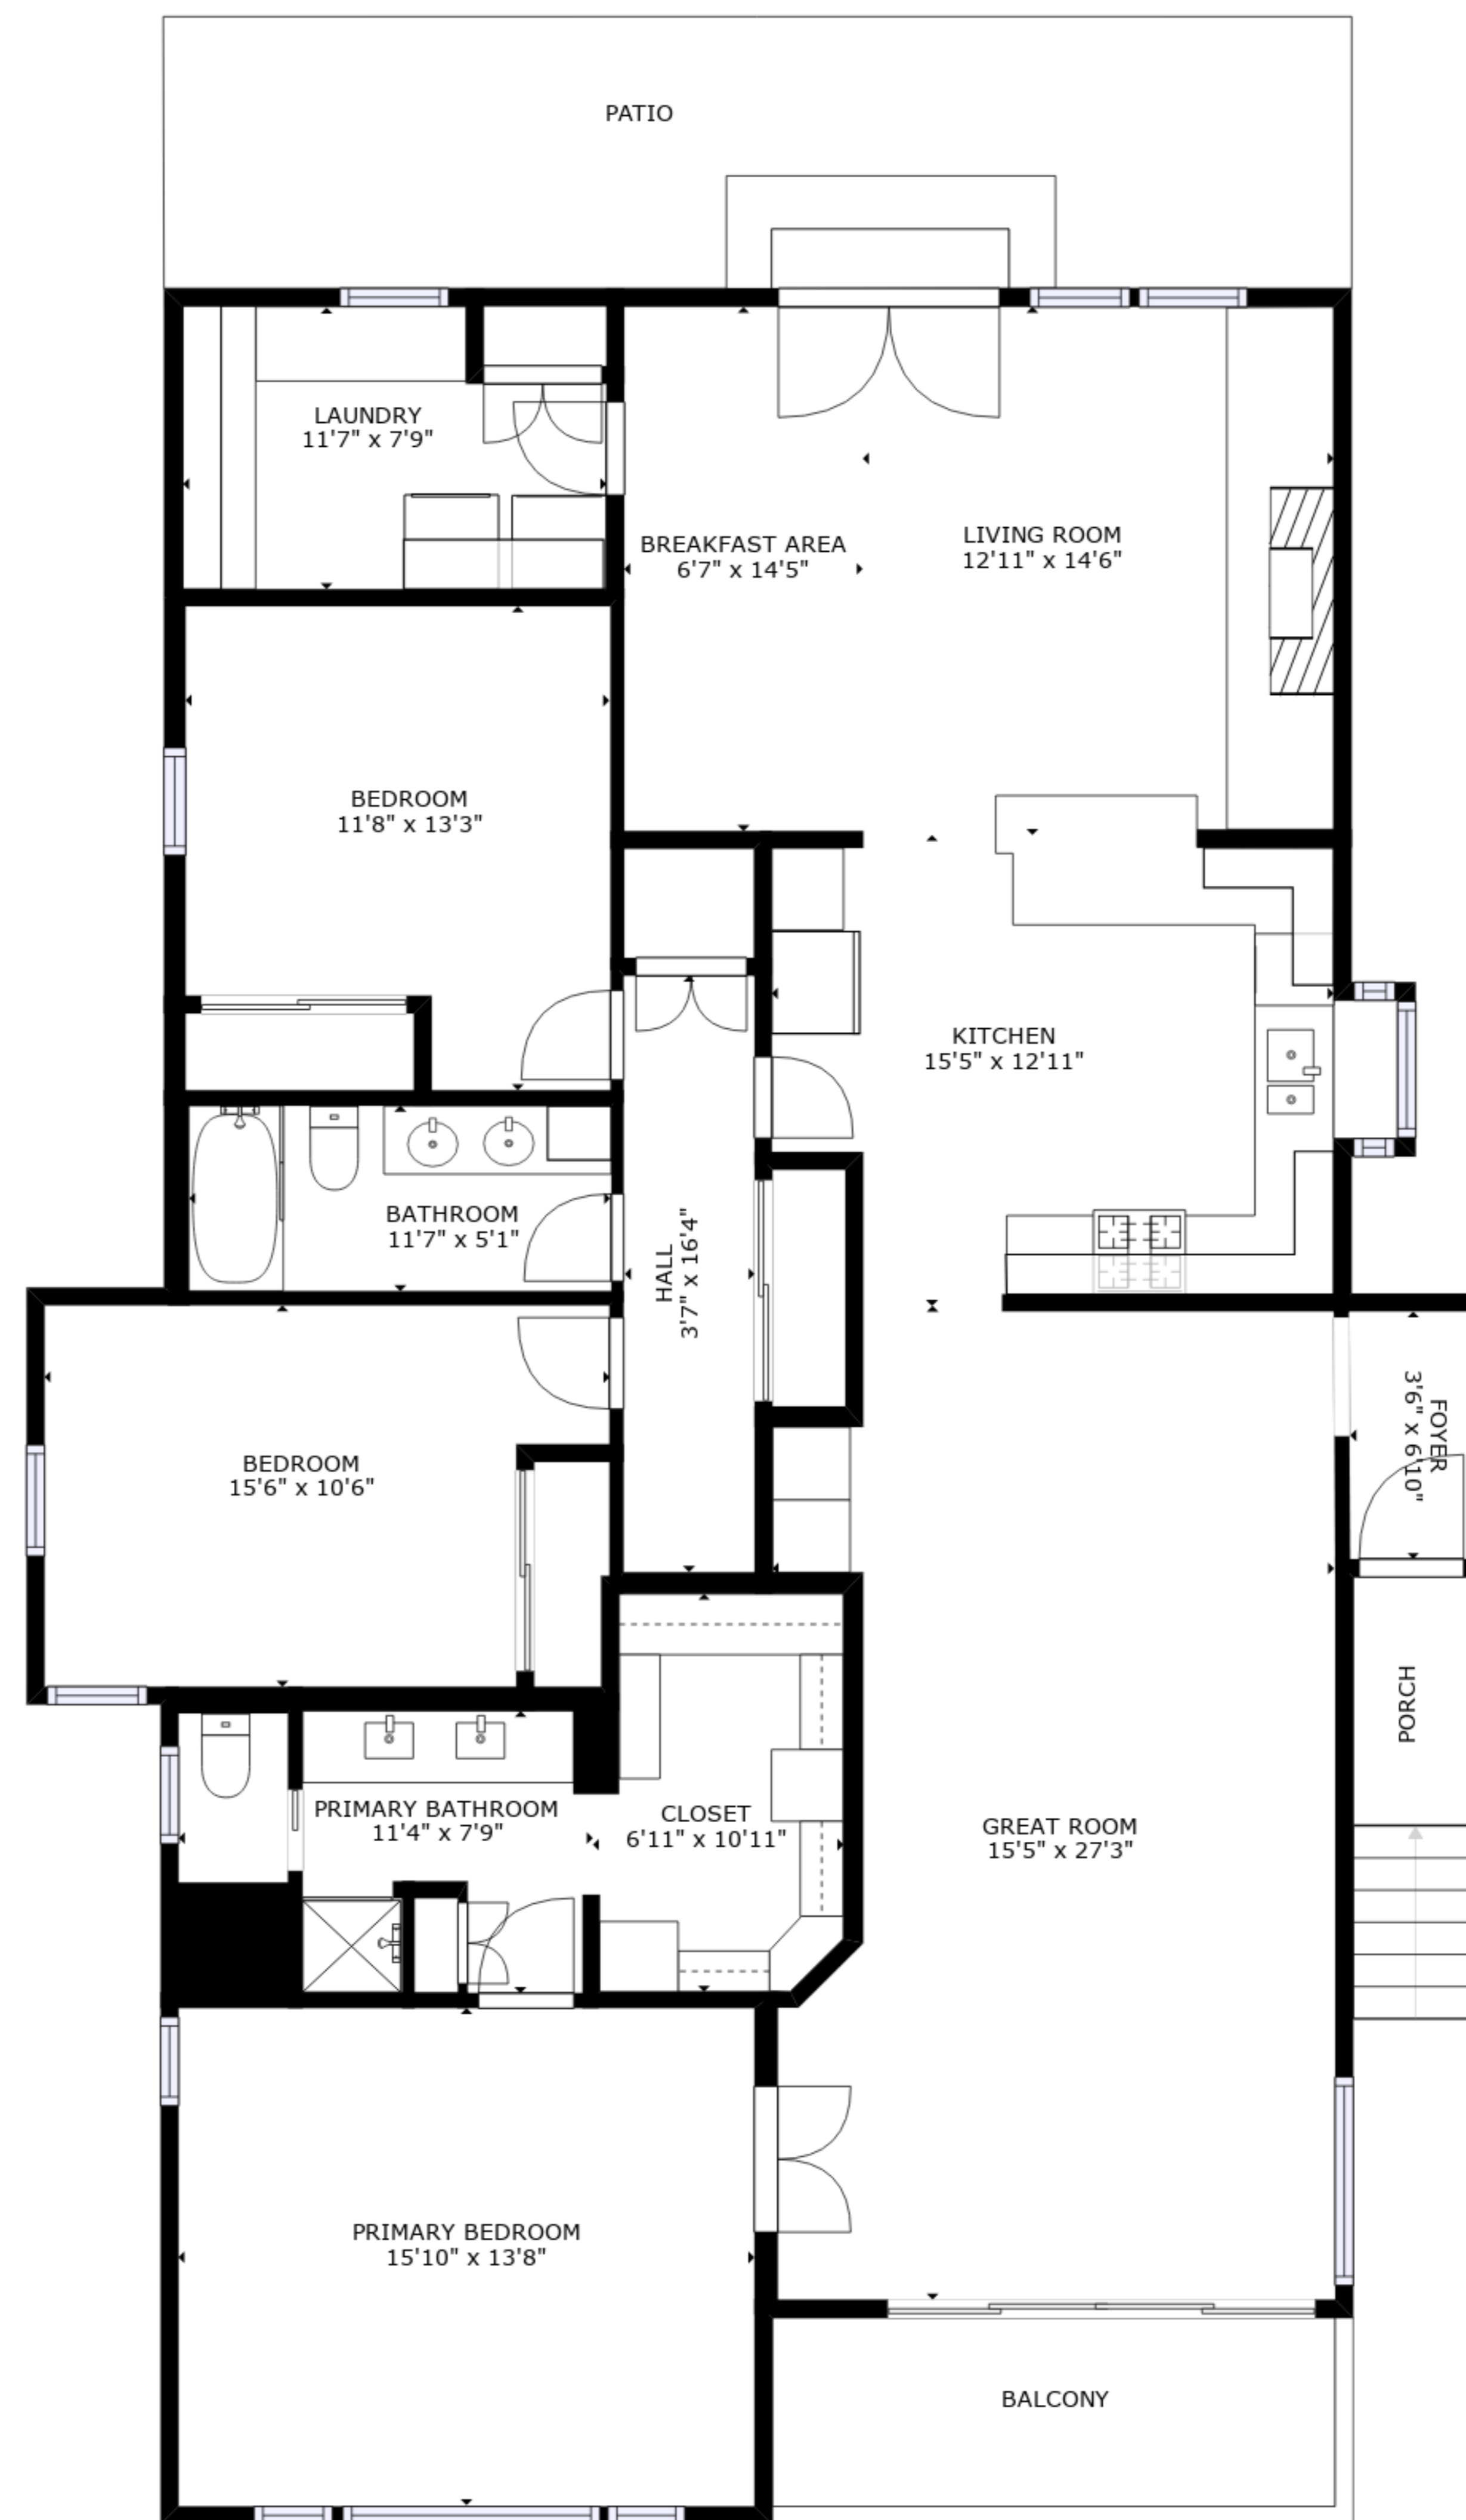 PATIO
LAUNDRY
11'7" x 7'9"
BREAKFAST AREA
6'7" x 14'5"
LIVING ROOM
12'11" x 14'6"
BEDROOM
11'8" x 13'3"
KITCHEN
15'5" x 12'11"
BATHROOM
11'7" x 5'1"
HALL
3'7" x 16'4"
FOYER
3'6" x 6'10"
BEDROOM
15'6" x 10'6"
PORCH
PRIMARY BATHROOM
11'4" x 7'9"
CLOSET
6'11" x 10'11"
GREAT ROOM
15'5" x 27'3"
PRIMARY BEDROOM
15'10" x 13'8"
BALCONY